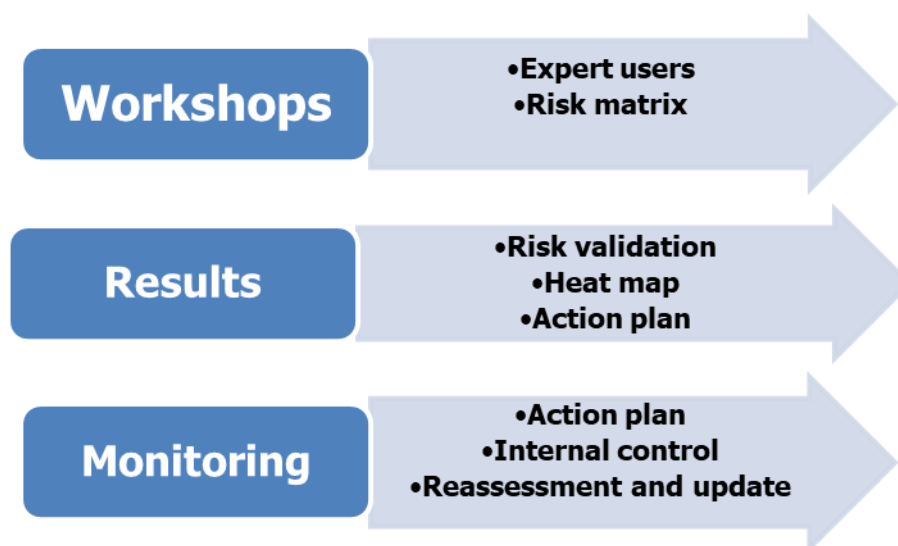 Workshops
•Expert users
•Risk matrix
Results
•Risk validation
•Heat map
•Action plan
Monitoring
•Action plan
•Internal control
•Reassessment and update